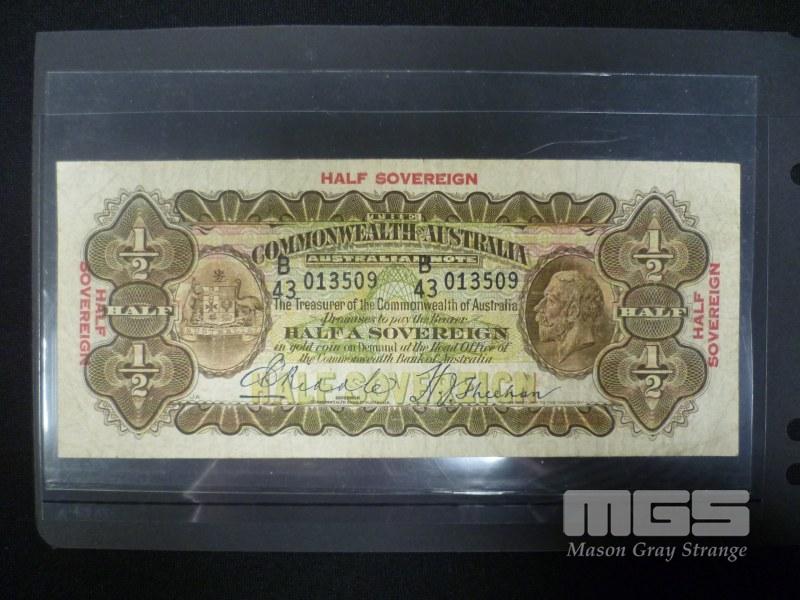 HALF SOVEREIGN
THE
COMMONWEALTH OF AUSTRALIA
AUSTRALIAN NOTE
B
43 013509
B
43 013509
1/2
1/2
HALF
HALF
HALF SOVEREIGN
HALF SOVEREIGN
The Treasurer of the Commonwealth of Australia
Promises to pay the Bearer
HALF A SOVEREIGN
in gold coin on Demand at the Head Office of
the Commonwealth Bank of Australia
HALF SOVEREIGN
H J Sheehan
GOVERNOR
1/2
1/2
MGS
Mason Gray Strange